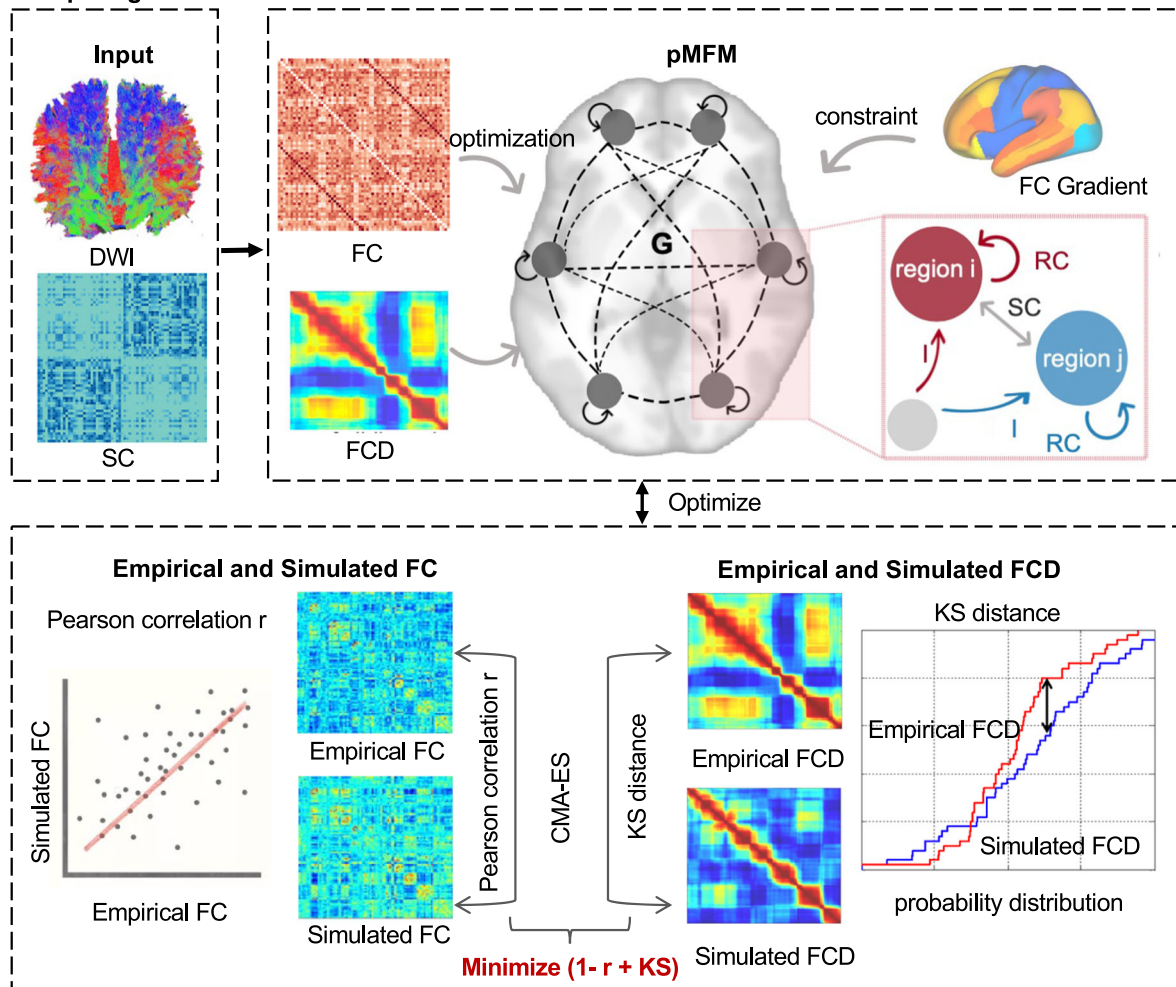 Input
DWI
SC
pMFM
FC
optimization
FCD
G
constraint
FC Gradient
region i
RC
SC
I
region j
I
RC
Optimize
Empirical and Simulated FC
Pearson correlation r
Simulated FC
Empirical FC
Empirical FC
Simulated FC
Pearson correlation r
CMA-ES
KS distance
Minimize (1- r + KS)
Empirical and Simulated FCD
Empirical FCD
Simulated FCD
KS distance
Empirical FCD
Simulated FCD
probability distribution